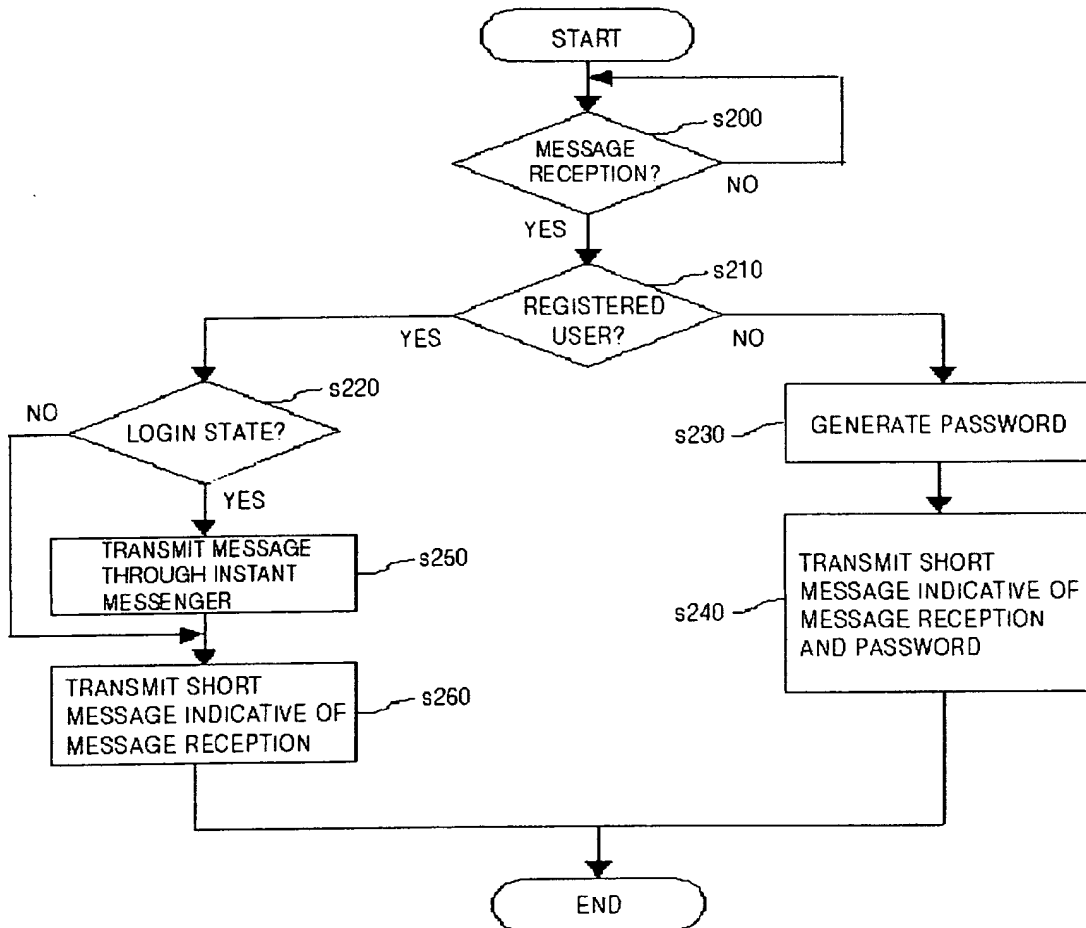 START
s200
MESSAGE
RECEPTION?
NO
YES
s210
REGISTERED
USER?
YES
NO
s220
NO
LOGIN STATE?
YES
s230
GENERATE PASSWORD
TRANSMIT MESSAGE
THROUGH INSTANT
MESSENGER
s250
s240
TRANSMIT SHORT
MESSAGE INDICATIVE OF
MESSAGE RECEPTION
AND PASSWORD
TRANSMIT SHORT
MESSAGE INDICATIVE OF
MESSAGE RECEPTION
s260
END